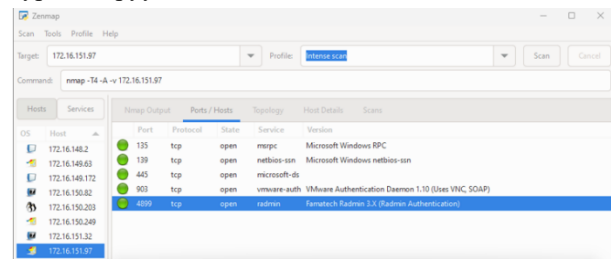 Zenmap
Scan Tools Profile Help
Target: 172.16.151.97 Profile: Intense scan Scan Cancel
Command: nmap -T4 -A -v 172.16.151.97
Hosts Services Nmap Output Ports / Hosts Topology Host Details Scans
OS Host Port Protocol State Service Version
172.16.148.2 135 tcp open msrpc Microsoft Windows RPC
172.16.149.63 139 tcp open netbios-ssn Microsoft Windows netbios-ssn
172.16.149.172 445 tcp open microsoft-ds
172.16.150.82 903 tcp open vmware-auth VMware Authentication Daemon 1.10 (Uses VNC, SOAP)
172.16.150.203 4899 tcp open radmin Famatech Radmin 3.X (Radmin Authentication)
172.16.150.249
172.16.151.32
172.16.151.97